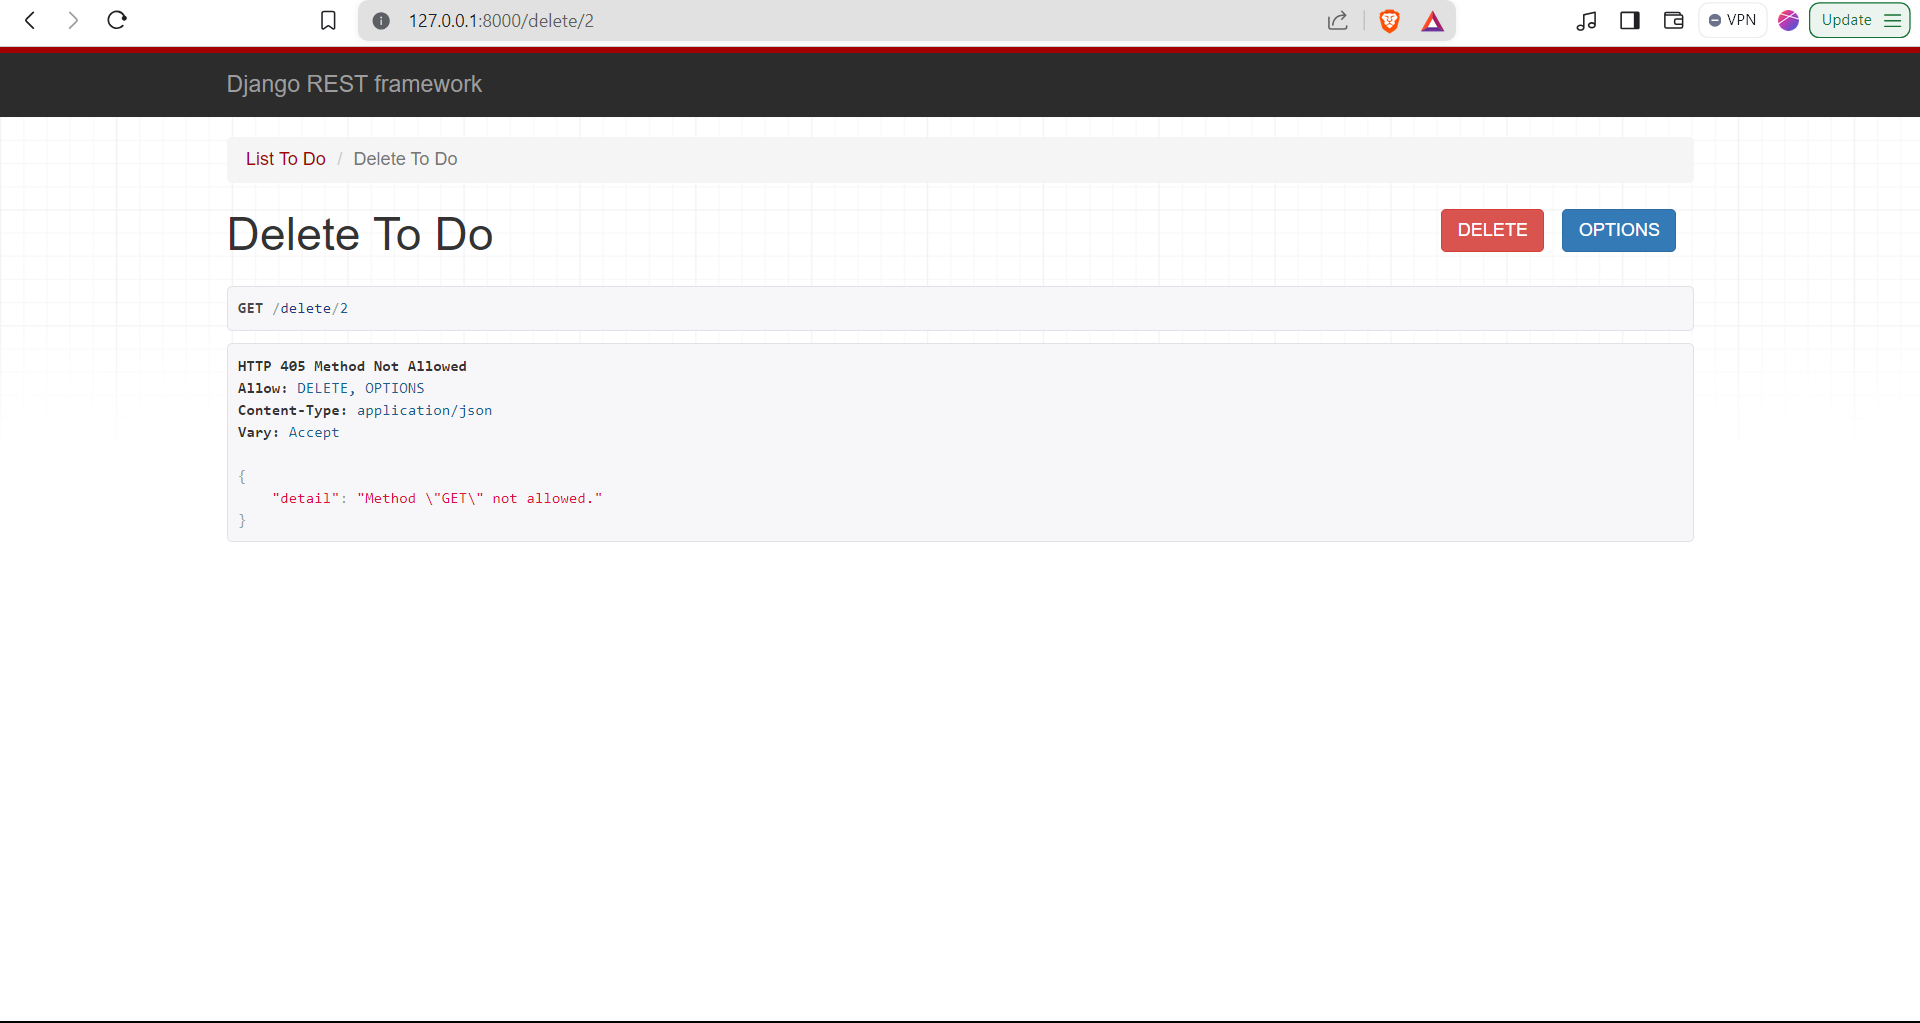 127.0.0.1:8000/delete/2
VPN
Update
Django REST framework
List To Do / Delete To Do
Delete To Do
DELETE
OPTIONS
GET /delete/2
HTTP 405 Method Not Allowed
Allow: DELETE, OPTIONS
Content-Type: application/json
Vary: Accept
{
    "detail": "Method \"GET\" not allowed."
}